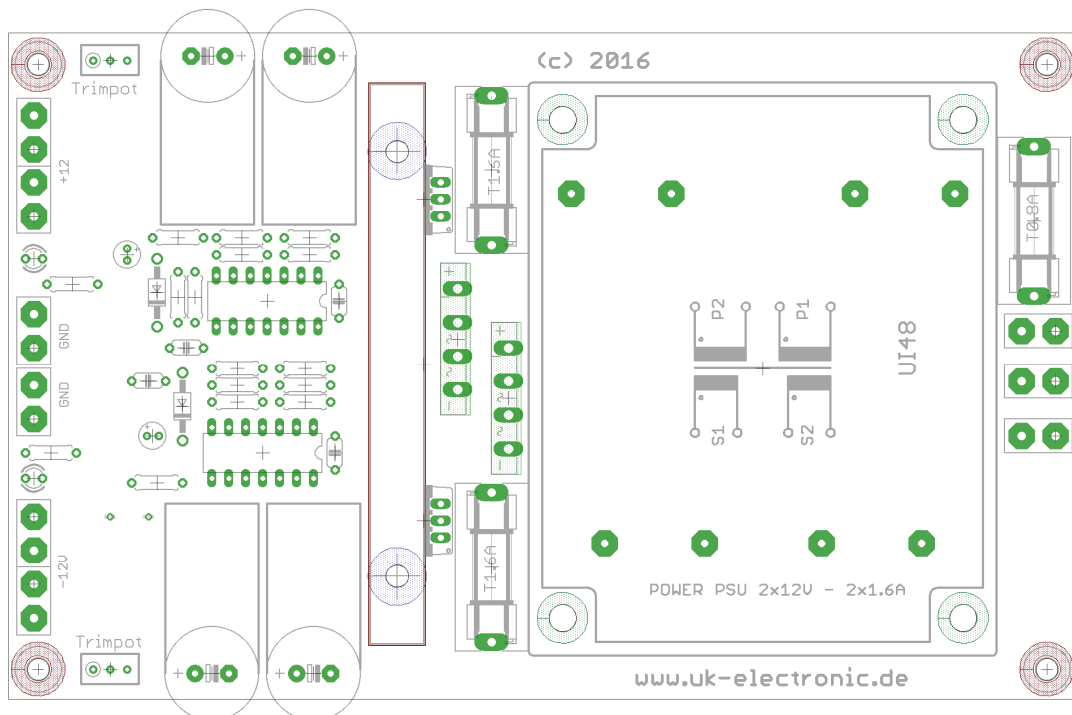 (c) 2016
Trimpot
+12
T1.6A
T0.8A
P2
P1
GND
UI48
GND
S1
S2
-12V
T1.6A
POWER PSU 2x12V - 2x1.6A
Trimpot
www.uk-electronic.de